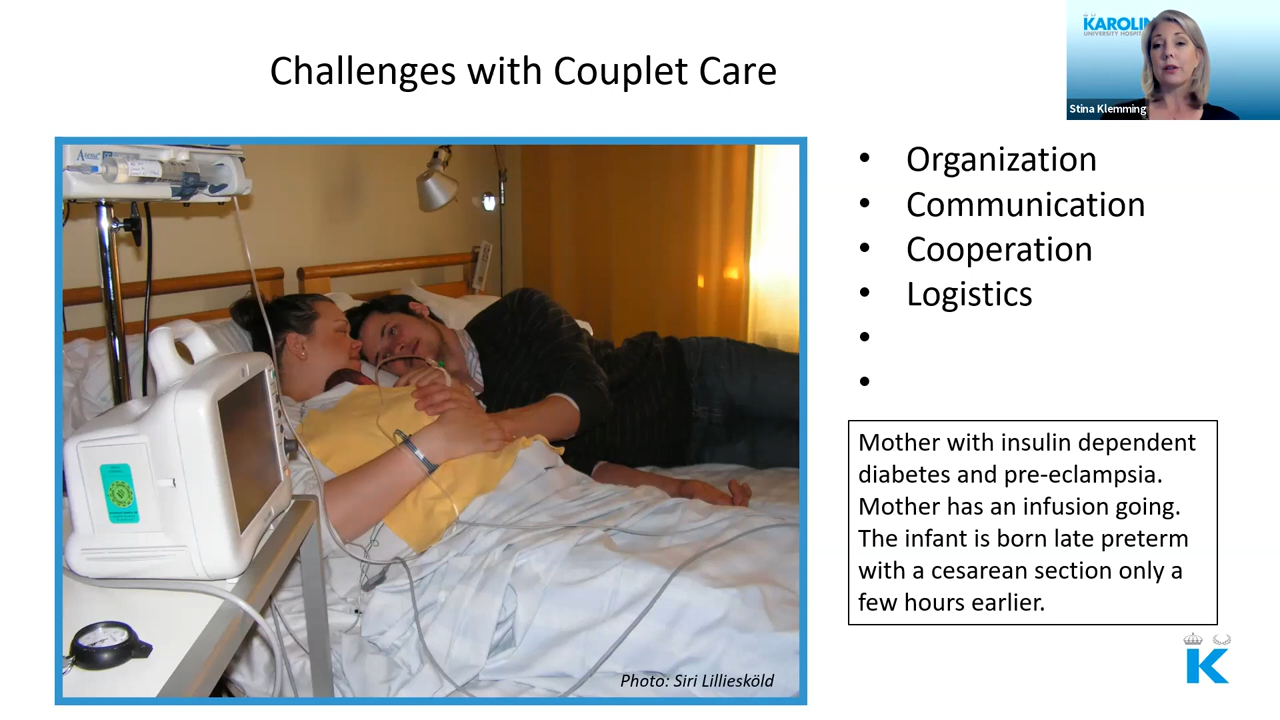 Challenges with Couplet Care
KAROLIN
UNIVERSITY HOSPITA
Stina Klemming
• Organization
• Communication
• Cooperation
• Logistics
•
•
Mother with insulin dependent
diabetes and pre-eclampsia.
Mother has an infusion going.
The infant is born late preterm
with a cesarean section only a
few hours earlier.
Photo: Siri Lilliesköld
K